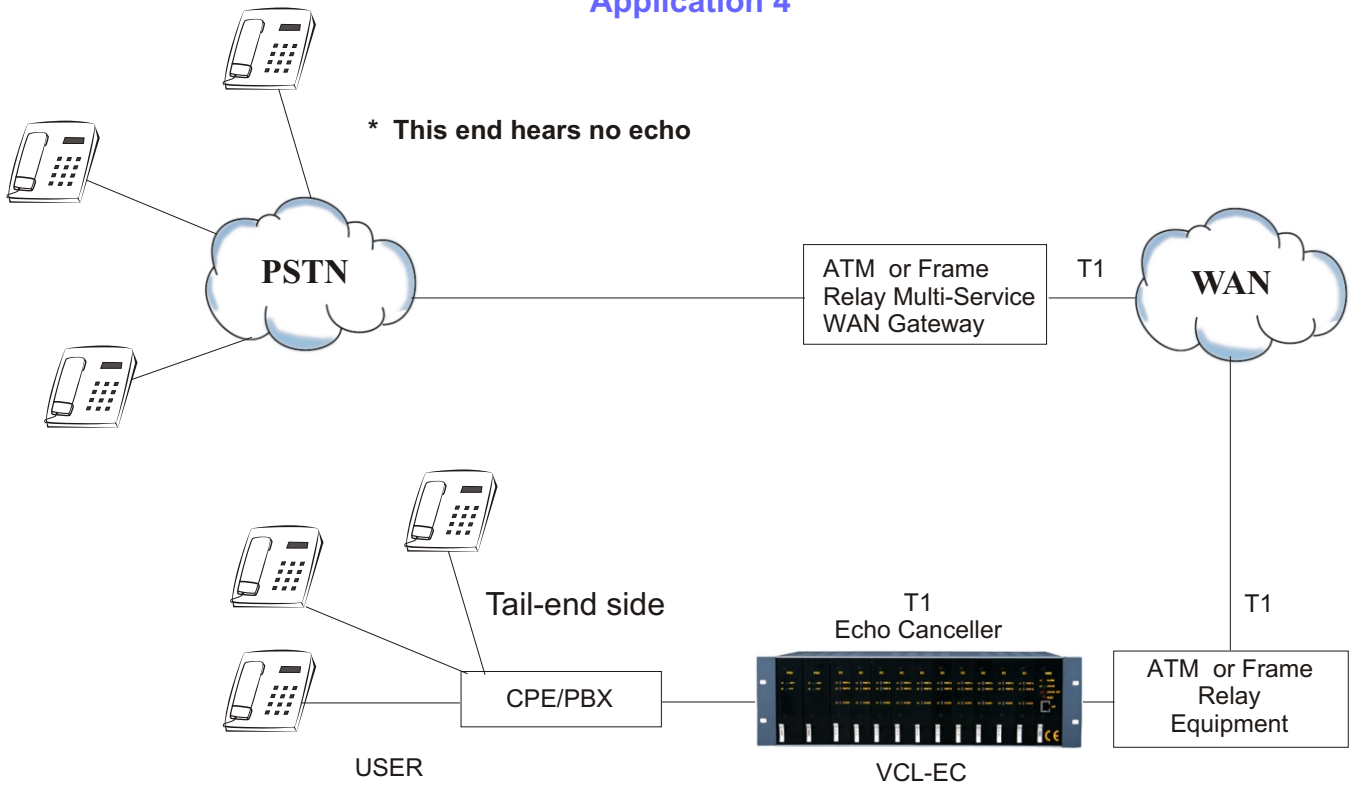 Application 4
* This end hears no echo
PSTN
ATM or Frame
Relay Multi-Service
WAN Gateway
T1
WAN
Tail-end side
T1
Echo Canceller
T1
CPE/PBX
ATM or Frame
Relay
Equipment
USER
VCL-EC